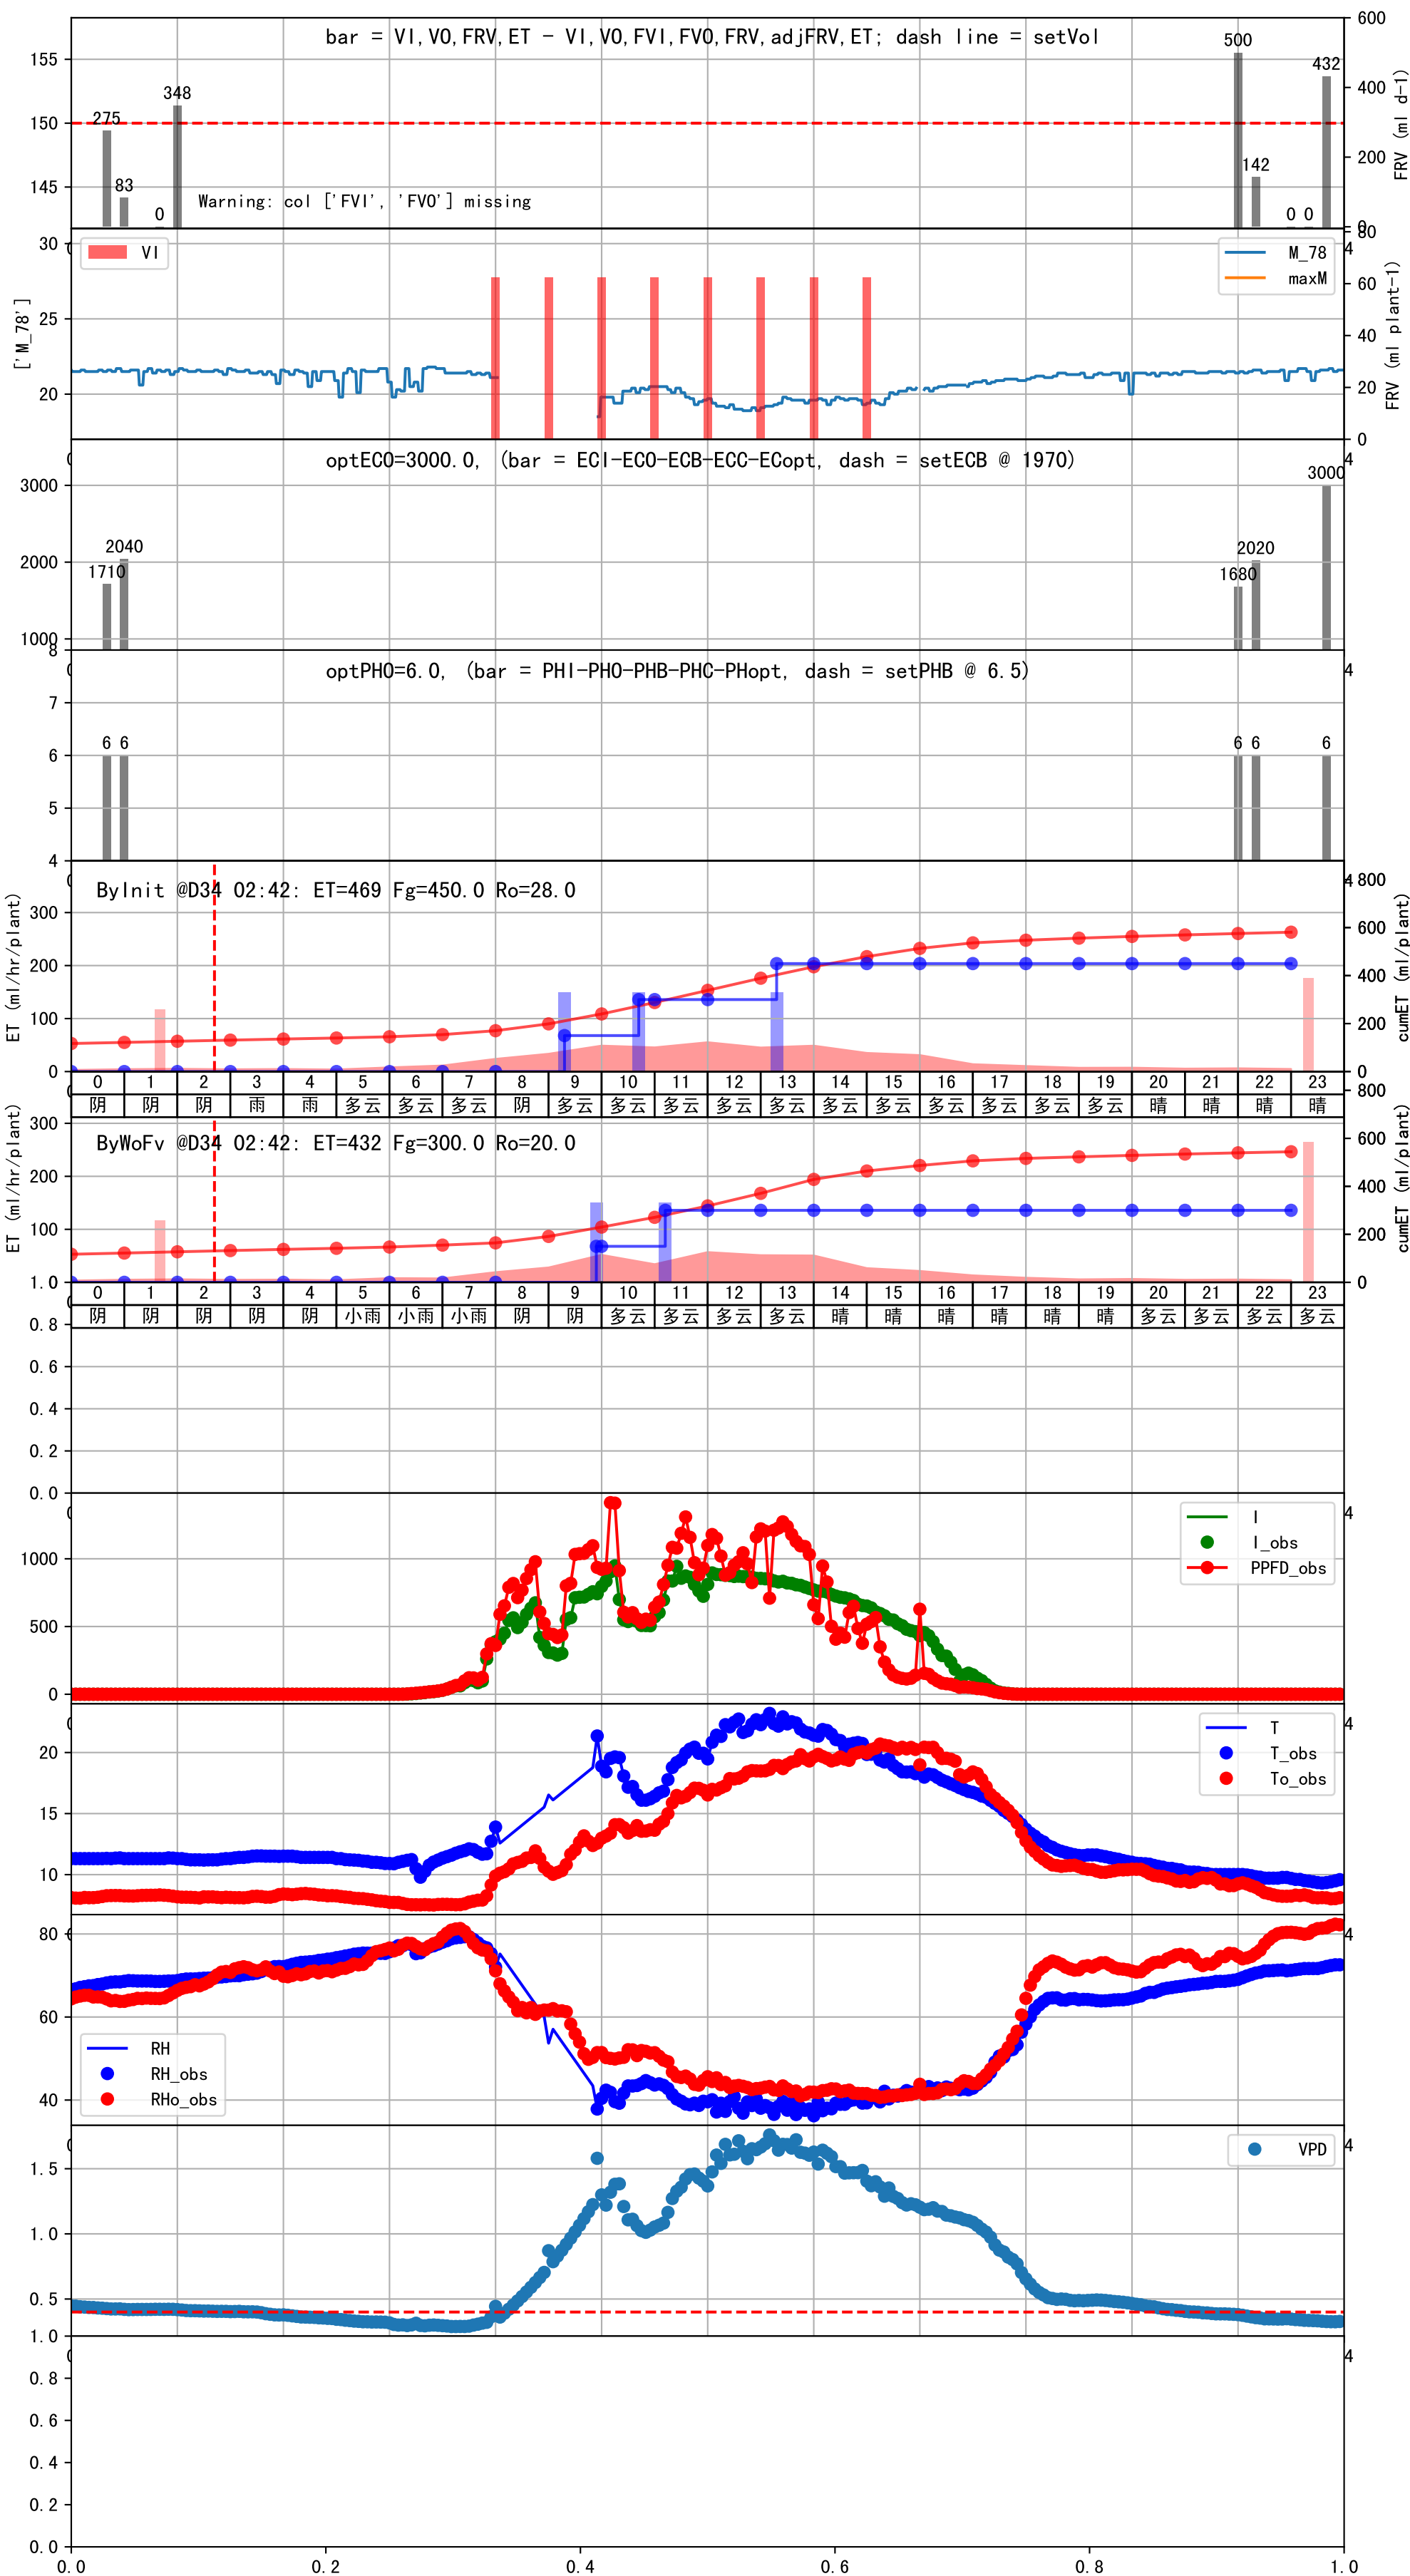 bar = VI,VO,FRV,ET - VI,VO,FVI,FVO,FRV,adjFRV,ET; dash line = setVol
155
150
145
275
83
0
348
500
142
0
0
432
Warning: col ['FVI', 'FVO'] missing
600
400
200
0
FRV (ml d-1)
VI
M_78
maxM
['M_78']
30
25
20
80
60
40
20
0
FRV (ml plant-1)
optECO=3000.0, (bar = ECI-ECO-ECB-ECC-ECopt, dash = setECB @ 1970)
3000
2000
1000
1710
2040
1680
2020
3000
optPHO=6.0, (bar = PHI-PHO-PHB-PHC-PHopt, dash = setPHB @ 6.5)
8
7
6
5
4
6
6
6
6
6
ByInit @D34 02:42: ET=469 Fg=450.0 Ro=28.0
ET (ml/hr/plant)
300
200
100
0
800
600
400
200
0
cumET (ml/plant)
0 1 2 3 4 5 6 7 8 9 10 11 12 13 14 15 16 17 18 19 20 21 22 23
阴 阴 阴 雨 雨 多云 多云 多云 阴 多云 多云 多云 多云 多云 多云 多云 多云 多云 多云 多云 晴 晴 晴 晴
ByWoFv @D34 02:42: ET=432 Fg=300.0 Ro=20.0
ET (ml/hr/plant)
300
200
100
0
800
600
400
200
0
cumET (ml/plant)
0 1 2 3 4 5 6 7 8 9 10 11 12 13 14 15 16 17 18 19 20 21 22 23
阴 阴 阴 阴 阴 小雨 小雨 小雨 阴 阴 多云 多云 多云 多云 晴 晴 晴 晴 晴 晴 多云 多云 多云 多云
0.8
0.6
0.4
0.2
0.0
I
I_obs
PPFD_obs
1000
500
0
T
T_obs
To_obs
20
15
10
RH
RH_obs
RHo_obs
80
60
40
VPD
1.5
1.0
0.5
1.0
0.8
0.6
0.4
0.2
0.0
0.0 0.2 0.4 0.6 0.8 1.0